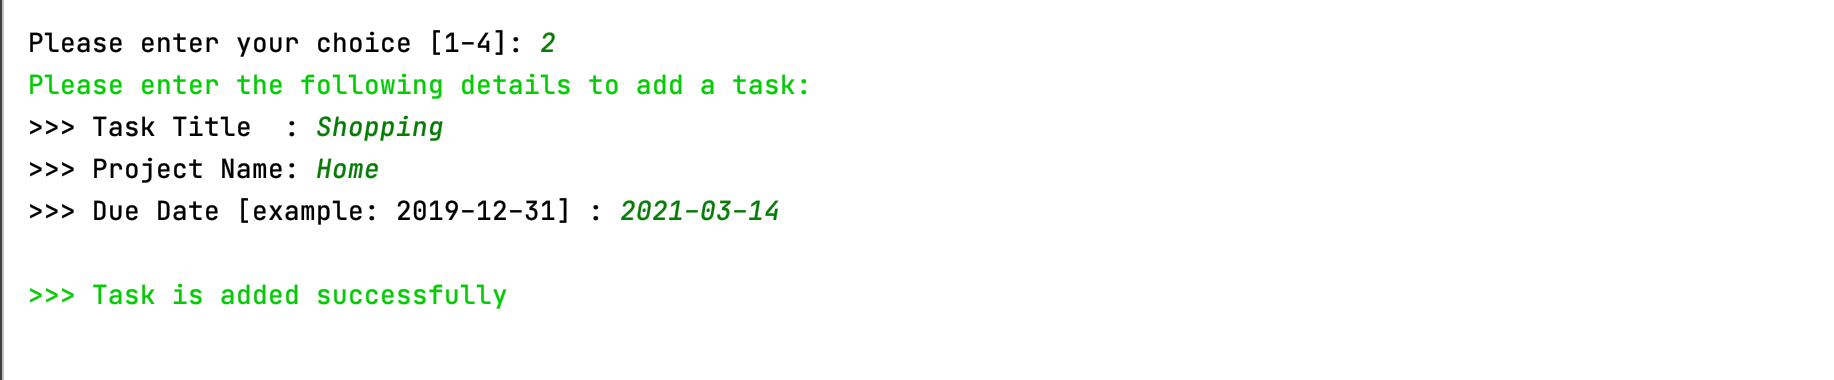 Please enter your choice [1-4]: 2
Please enter the following details to add a task:
>>> Task Title  : Shopping
>>> Project Name: Home
>>> Due Date [example: 2019-12-31] : 2021-03-14
>>> Task is added successfully